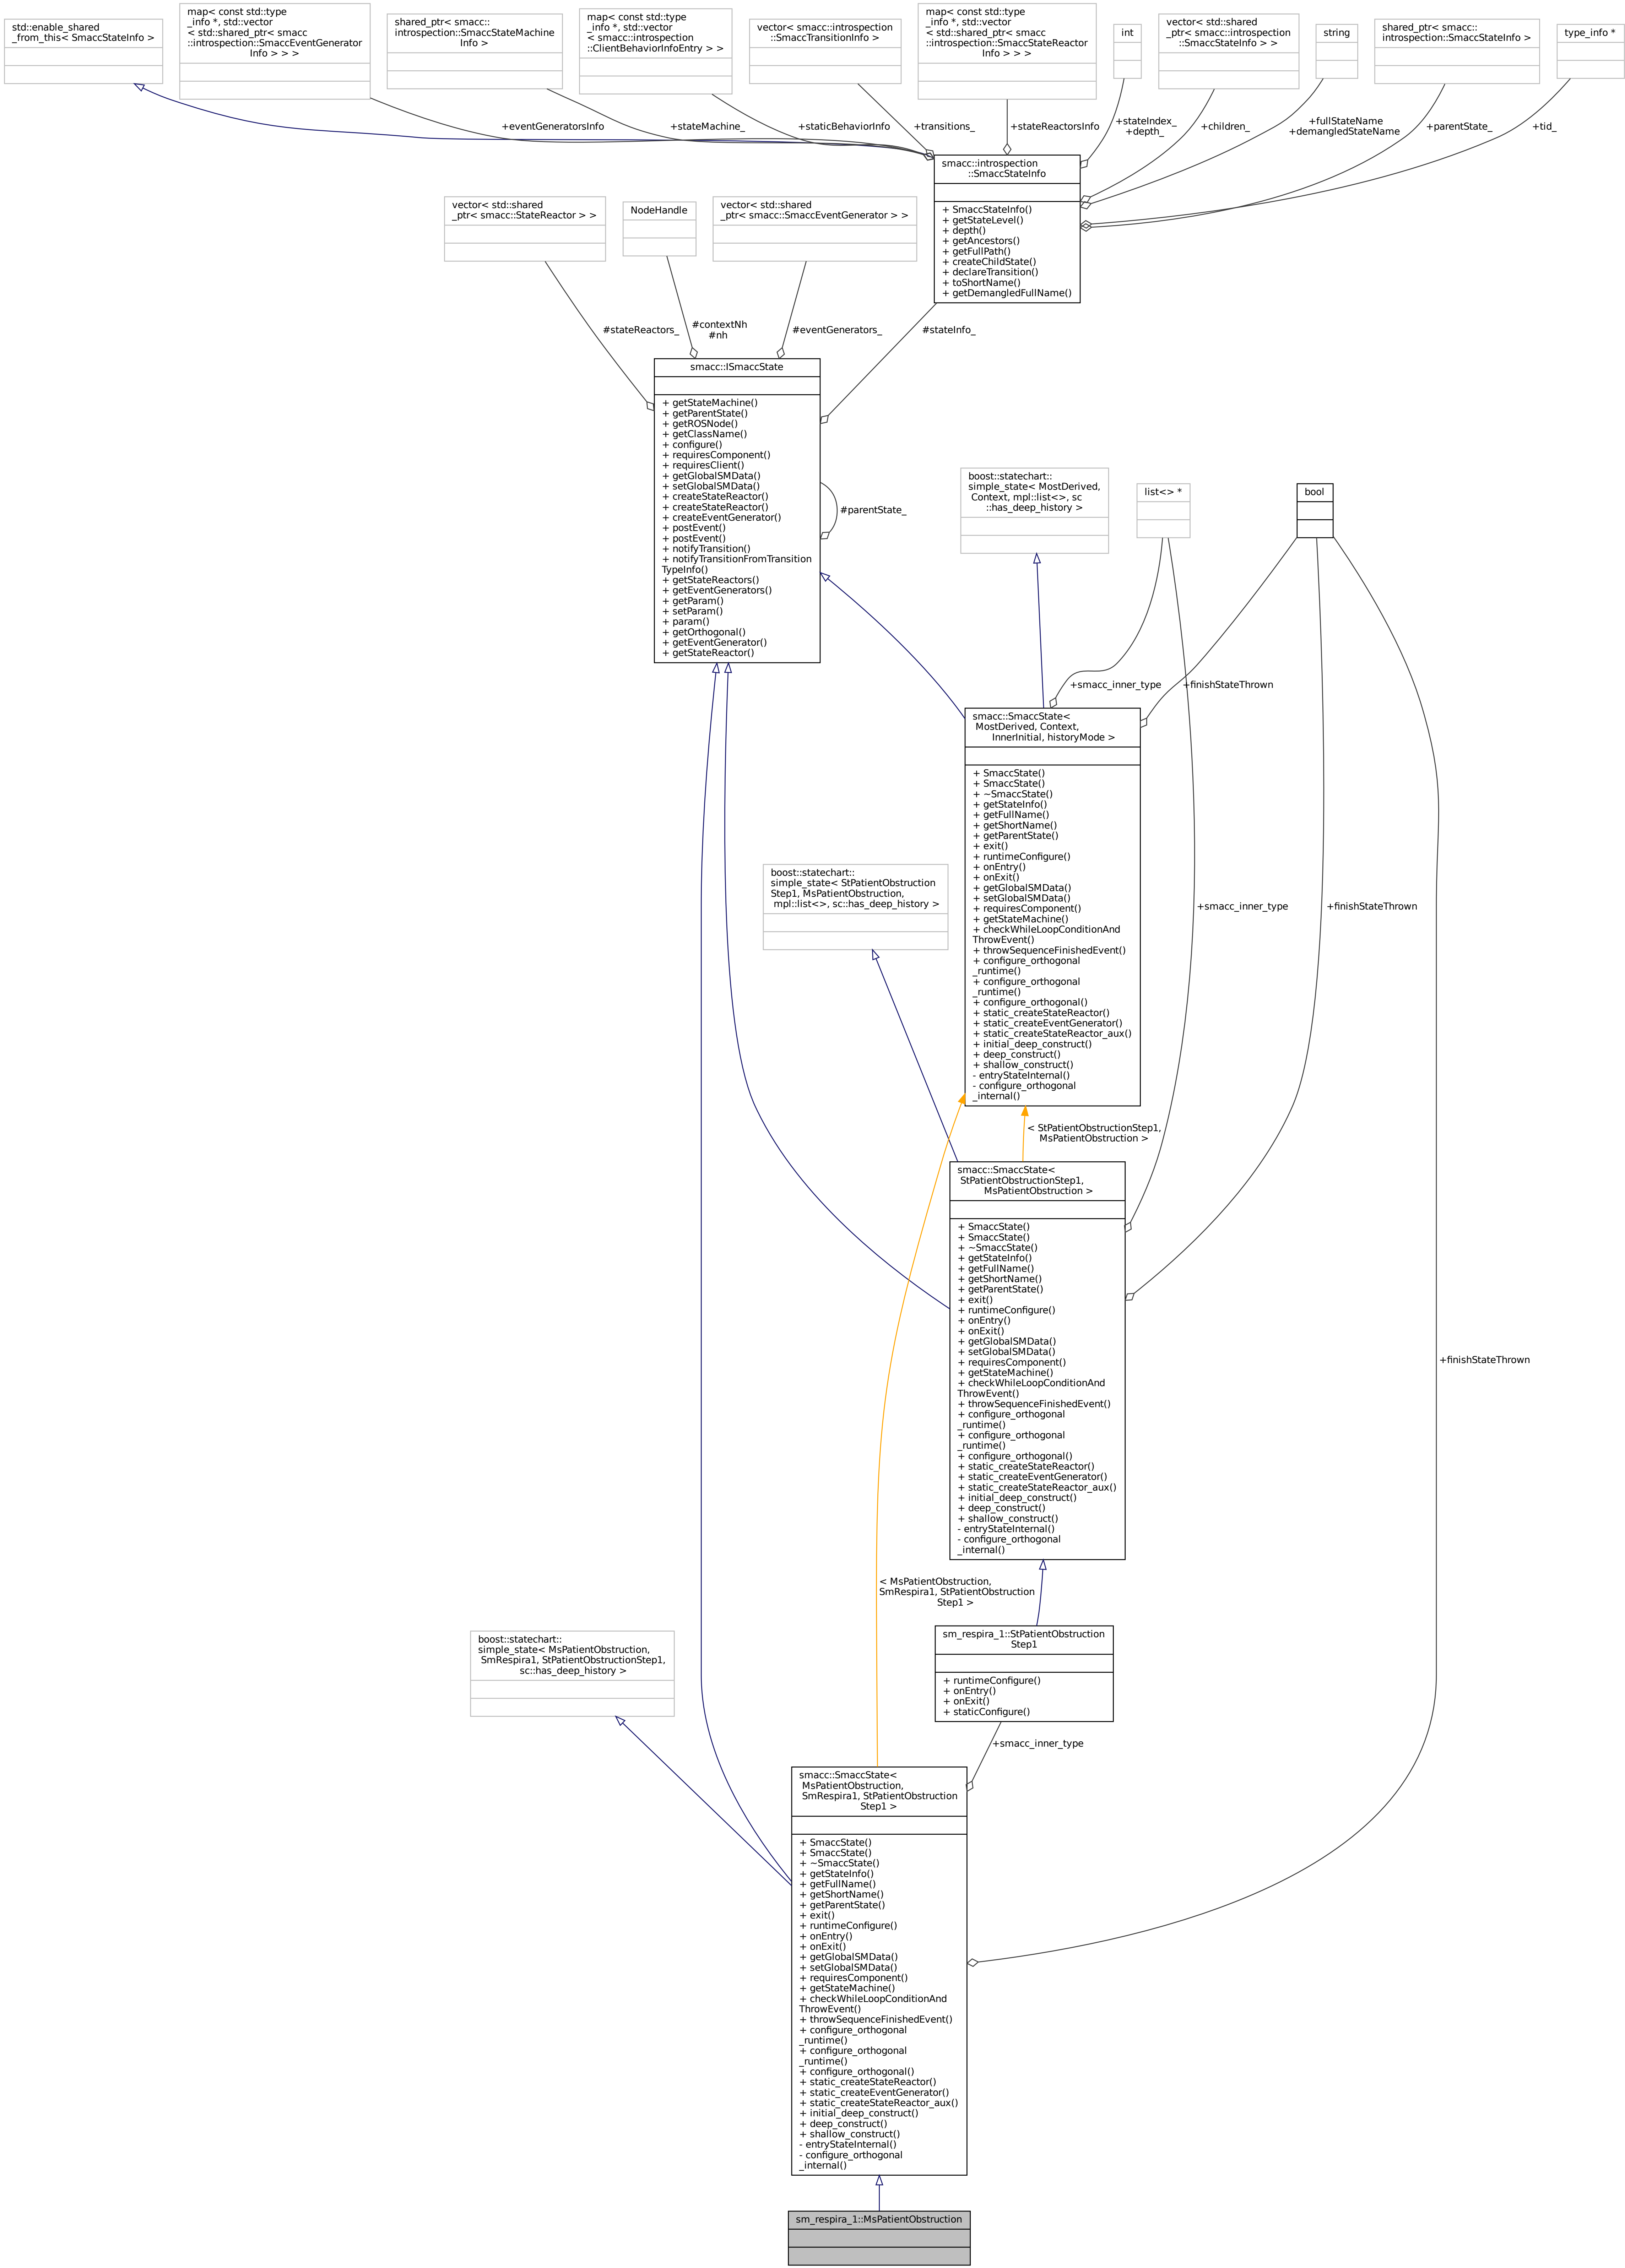 std::enable_shared
_from_this< SmaccStateInfo >
map< const std::type
_info *, std::vector
< std::shared_ptr< smacc
::introspection::SmaccEventGenerator
Info > > >
shared_ptr< smacc::
introspection::SmaccStateMachine
Info >
map< const std::type
_info *, std::vector
< smacc::introspection
::ClientBehaviorInfoEntry > >
vector< smacc::introspection
::SmaccTransitionInfo >
map< const std::type
_info *, std::vector
< std::shared_ptr< smacc
::introspection::SmaccStateReactor
Info > > >
int
vector< std::shared
_ptr< smacc::introspection
::SmaccStateInfo > >
string
shared_ptr< smacc::
introspection::SmaccStateInfo >
type_info *
+eventGeneratorsInfo
+stateMachine_
+staticBehaviorInfo
+transitions_
+stateReactorsInfo
+stateIndex_
+depth_
+children_
+fullStateName
+demangledStateName
+parentState_
+tid_
smacc::introspection
::SmaccStateInfo
+ SmaccStateInfo()
+ getStateLevel()
+ depth()
+ getAncestors()
+ getFullPath()
+ createChildState()
+ declareTransition()
+ toShortName()
+ getDemangledFullName()
vector< std::shared
_ptr< smacc::StateReactor > >
NodeHandle
vector< std::shared
_ptr< smacc::SmaccEventGenerator > >
#stateReactors_
#contextNh
#nh
#eventGenerators_
#stateInfo_
smacc::ISmaccState
+ getStateMachine()
+ getParentState()
+ getROSNode()
+ getClassName()
+ configure()
+ requiresComponent()
+ requiresClient()
+ getGlobalSMData()
+ setGlobalSMData()
+ createStateReactor()
+ createStateReactor()
+ createEventGenerator()
+ postEvent()
+ postEvent()
+ notifyTransition()
+ notifyTransitionFromTransition
TypeInfo()
+ getStateReactors()
+ getEventGenerators()
+ getParam()
+ setParam()
+ param()
+ getOrthogonal()
+ getEventGenerator()
+ getStateReactor()
#parentState_
boost::statechart::
simple_state< MostDerived,
Context, mpl::list<>, sc
::has_deep_history >
list<> *
bool
+smacc_inner_type
+finishStateThrown
smacc::SmaccState<
MostDerived, Context,
InnerInitial, historyMode >
+ SmaccState()
+ SmaccState()
+ ~SmaccState()
+ getStateInfo()
+ getFullName()
+ getShortName()
+ getParentState()
+ exit()
+ runtimeConfigure()
+ onEntry()
+ onExit()
+ getGlobalSMData()
+ setGlobalSMData()
+ requiresComponent()
+ getStateMachine()
+ checkWhileLoopConditionAnd
ThrowEvent()
+ throwSequenceFinishedEvent()
+ configure_orthogonal
_runtime()
+ configure_orthogonal
_runtime()
+ configure_orthogonal()
+ static_createStateReactor()
+ static_createEventGenerator()
+ static_createStateReactor_aux()
+ initial_deep_construct()
+ deep_construct()
+ shallow_construct()
- entryStateInternal()
- configure_orthogonal
_internal()
boost::statechart::
simple_state< StPatientObstruction
Step1, MsPatientObstruction,
mpl::list<>, sc::has_deep_history >
+smacc_inner_type
+finishStateThrown
< StPatientObstructionStep1,
MsPatientObstruction >
smacc::SmaccState<
StPatientObstructionStep1,
MsPatientObstruction >
+ SmaccState()
+ SmaccState()
+ ~SmaccState()
+ getStateInfo()
+ getFullName()
+ getShortName()
+ getParentState()
+ exit()
+ runtimeConfigure()
+ onEntry()
+ onExit()
+ getGlobalSMData()
+ setGlobalSMData()
+ requiresComponent()
+ getStateMachine()
+ checkWhileLoopConditionAnd
ThrowEvent()
+ throwSequenceFinishedEvent()
+ configure_orthogonal
_runtime()
+ configure_orthogonal
_runtime()
+ configure_orthogonal()
+ static_createStateReactor()
+ static_createEventGenerator()
+ static_createStateReactor_aux()
+ initial_deep_construct()
+ deep_construct()
+ shallow_construct()
- entryStateInternal()
- configure_orthogonal
_internal()
+finishStateThrown
< MsPatientObstruction,
SmRespira1, StPatientObstruction
Step1 >
sm_respira_1::StPatientObstruction
Step1
+ runtimeConfigure()
+ onEntry()
+ onExit()
+ staticConfigure()
boost::statechart::
simple_state< MsPatientObstruction,
SmRespira1, StPatientObstructionStep1,
sc::has_deep_history >
+smacc_inner_type
smacc::SmaccState<
MsPatientObstruction,
SmRespira1, StPatientObstruction
Step1 >
+ SmaccState()
+ SmaccState()
+ ~SmaccState()
+ getStateInfo()
+ getFullName()
+ getShortName()
+ getParentState()
+ exit()
+ runtimeConfigure()
+ onEntry()
+ onExit()
+ getGlobalSMData()
+ setGlobalSMData()
+ requiresComponent()
+ getStateMachine()
+ checkWhileLoopConditionAnd
ThrowEvent()
+ throwSequenceFinishedEvent()
+ configure_orthogonal
_runtime()
+ configure_orthogonal
_runtime()
+ configure_orthogonal()
+ static_createStateReactor()
+ static_createEventGenerator()
+ static_createStateReactor_aux()
+ initial_deep_construct()
+ deep_construct()
+ shallow_construct()
- entryStateInternal()
- configure_orthogonal
_internal()
sm_respira_1::MsPatientObstruction